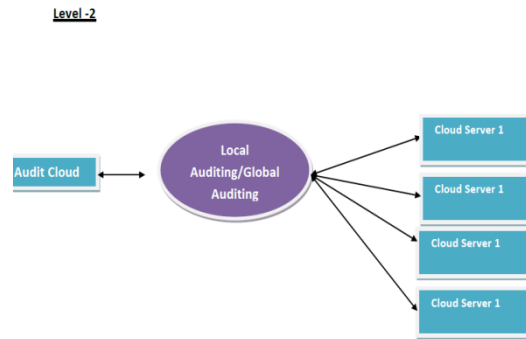 Level -2
Audit Cloud
Local
Auditing/Global
Auditing
Cloud Server 1
Cloud Server 1
Cloud Server 1
Cloud Server 1